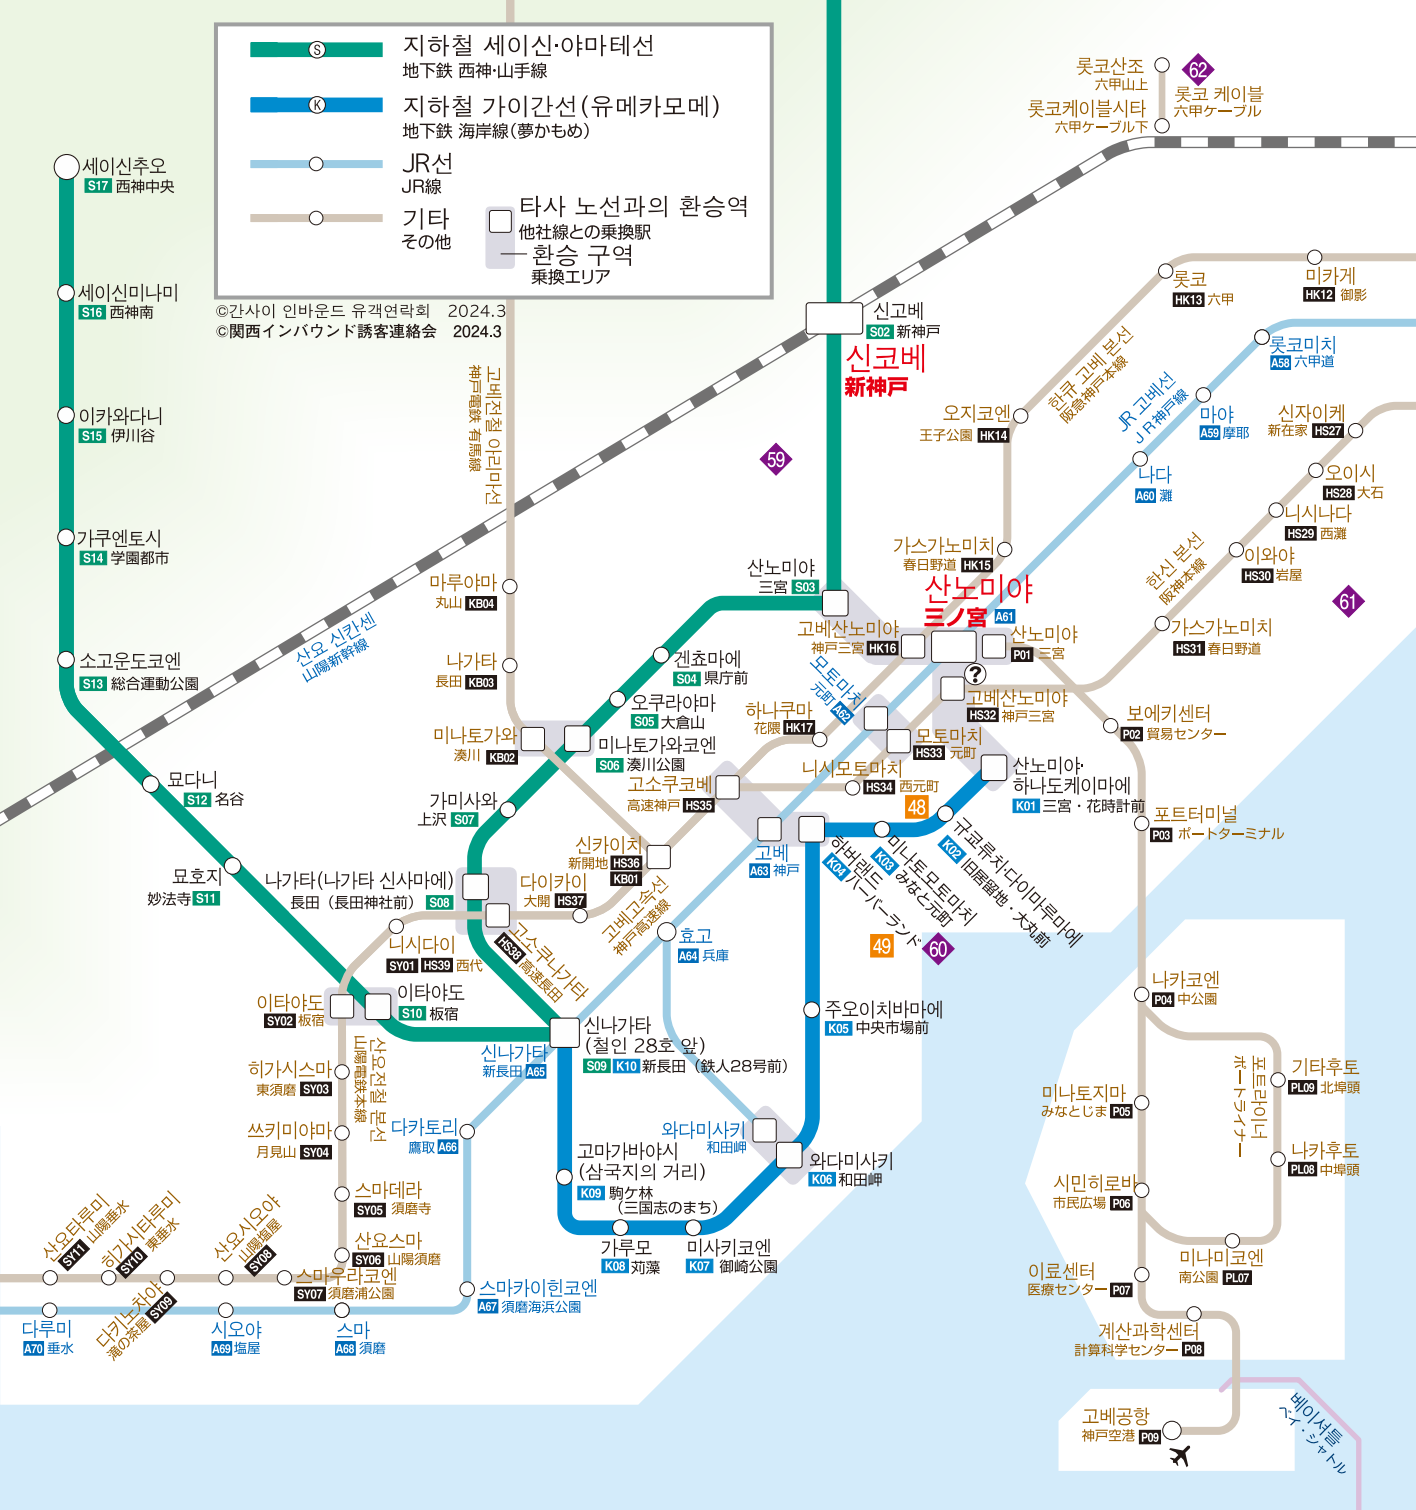 S
지하철 세이신·야마테선
地下鉄 西神·山手線
K
지하철 가이간선(유메카모메)
地下鉄 海岸線(夢かもめ)
JR선
JR線
기타
その他
타사 노선과의 환승역
他社線との乗換駅
환승 구역
乗換エリア
©간사이 인바운드 유객연락회 2024.3
©関西インバウンド誘客連絡会 2024.3
롯코산조
六甲山上
62
롯코 케이블
六甲ケーブル
롯코케이블시타
六甲ケーブル下
세이신추오
S17 西神中央
세이신미나미
S16 西神南
이카와다니
S15 伊川谷
가쿠엔토시
S14 学園都市
소고운도코엔
S13 総合運動公園
묘다니
S12 名谷
묘호지
妙法寺 S11
이타야도
S10 板宿
이타야도
SY02 板宿
신고베
S02 新神戸
신코베
新神戸
고베전철 아리마선
神戸電鉄 有馬線
산요 신칸센
山陽新幹線
롯코
HK13 六甲
미카게
HK12 御影
한큐 고베 본선
阪急神戸本線
오지코엔
王子公園 HK14
가스가노미치
春日野道 HK15
JR 고베선
JR神戸線
롯코미치
A58 六甲道
마야
A59 摩耶
나다
A60 灘
신자이케
新在家 HS27
오이시
HS28 大石
니시나다
HS29 西灘
이와야
HS30 岩屋
가스가노미치
HS31 春日野道
한신 본선
阪神本線
59
61
산노미야
三宮 S03
산노미야
三ノ宮 A61
고베산노미야
神戸三宮 HK16
산노미야
P01 三宮
?
고베산노미야
HS32 神戸三宮
모토마치
元町 A62
모토마치
HS33 元町
하나쿠마
花隈 HK17
니시모토마치
HS34 西元町
48
산노미야·
하나도케이마에
K01 三宮・花時計前
보에키센터
P02 貿易センター
포트터미널
P03 ポートターミナル
겐쵸마에
S04 県庁前
오쿠라야마
S05 大倉山
미나토가와코엔
S06 湊川公園
마루야마
丸山 KB04
나가타
長田 KB03
미나토가와
湊川 KB02
가미사와
上沢 S07
고소쿠코베
高速神戸 HS35
신카이치
新開地 HS36
KB01
고베
A63 神戸
하버랜드
K04 ハーバーランド
미나토모토마치
K03 みなと元町
규쿄류치·다이마루마에
K02 旧居留地・大丸前
49
60
나가타(나가타 신사마에)
長田(長田神社前) S08
다이카이
大開 HS37
고소쿠나가타
HS38 高速長田
니시다이
SY01 HS39 西代
고베고속선
神戸高速線
효고
A64 兵庫
신나가타
(철인 28호 앞)
S09 K10 新長田(鉄人28号前)
신나가타
新長田 A65
주오이치바마에
K05 中央市場前
와다미사키
和田岬
와다미사키
K06 和田岬
고마가바야시
(삼국지의 거리)
K09 駒ケ林
(三国志のまち)
가루모
K08 苅藻
미사키코엔
K07 御崎公園
산요전철 본선
山陽電鉄本線
히가시스마
東須磨 SY03
쓰키미야마
月見山 SY04
스마데라
SY05 須磨寺
산요스마
SY06 山陽須磨
스마우라코엔
SY07 須磨浦公園
산요시오야
山陽塩屋
SY08
다키노차야
滝の茶屋 SY09
히가시타루미
SY10 東垂水
산요타루미
SY11 山陽垂水
다카토리
鷹取 A66
스마카이힌코엔
A67 須磨海浜公園
스마
A68 須磨
시오야
A69 塩屋
다루미
A70 垂水
나카코엔
P04 中公園
미나토지마
みなとじま P05
시민히로바
市民広場 P06
이료센터
医療センター P07
계산과학센터
計算科学センター P08
고베공항
神戸空港 P09
포트라이너
ポートライナー
기타후토
PL09 北埠頭
나카후토
PL08 中埠頭
미나미코엔
南公園 PL07
베이셔틀
ベイ・シャトル